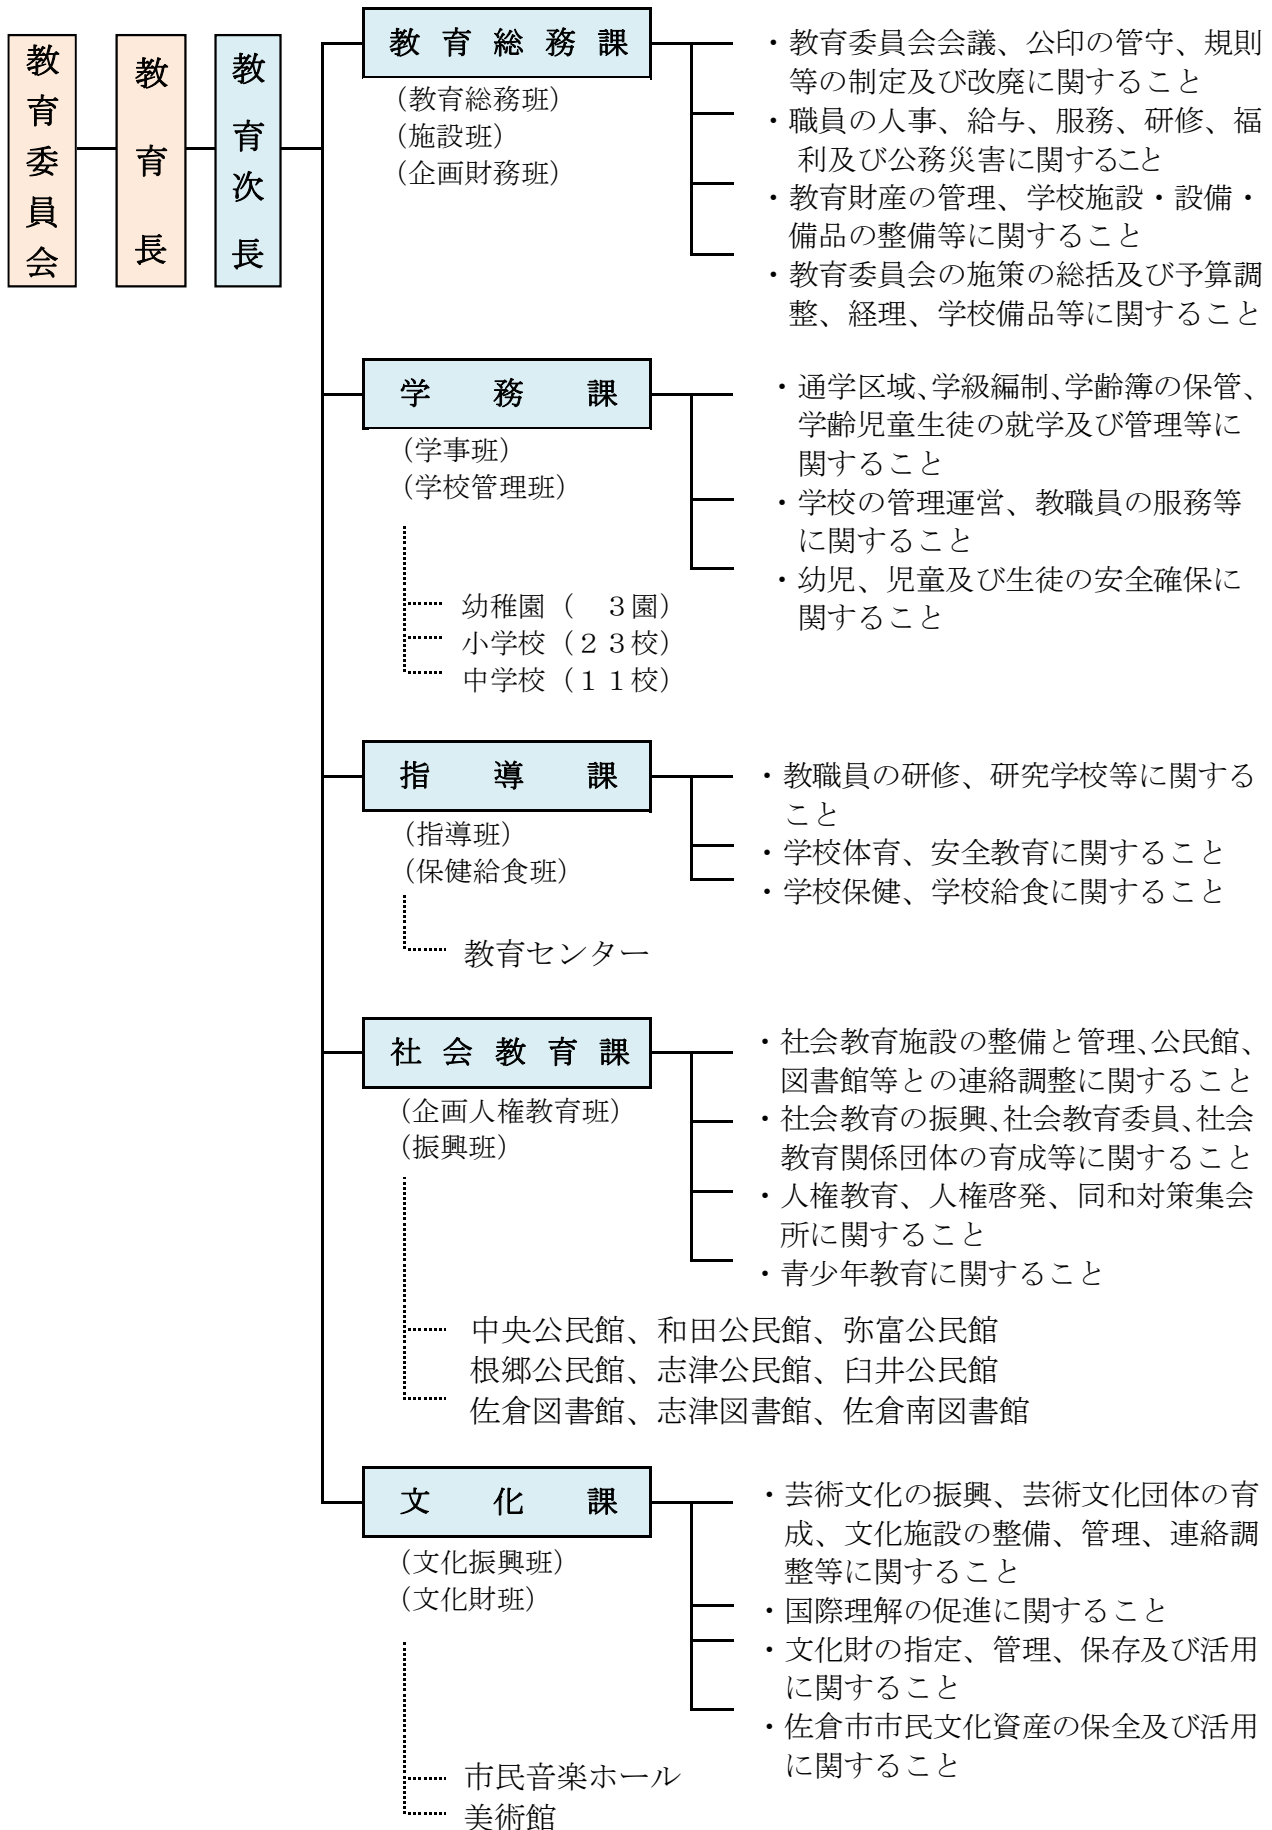 教育委員会
教育長
教育次長
教育総務課
（教育総務班）
（施設班）
（企画財務班）
・教育委員会会議、公印の管守、規則
等の制定及び改廃に関すること
・職員の人事、給与、服務、研修、福
利及び公務災害に関すること
・教育財産の管理、学校施設・設備・
備品の整備等に関すること
・教育委員会の施策の総括及び予算調
整、経理、学校備品等に関すること
学務課
（学事班）
（学校管理班）
幼稚園（　３園）
小学校（２３校）
中学校（１１校）
・通学区域、学級編制、学齢簿の保管、
学齢児童生徒の就学及び管理等に
関すること
・学校の管理運営、教職員の服務等
に関すること
・幼児、児童及び生徒の安全確保に
関すること
指導課
（指導班）
（保健給食班）
教育センター
・教職員の研修、研究学校等に関する
こと
・学校体育、安全教育に関すること
・学校保健、学校給食に関すること
社会教育課
（企画人権教育班）
（振興班）
・社会教育施設の整備と管理、公民館、
図書館等との連絡調整に関すること
・社会教育の振興、社会教育委員、社会
教育関係団体の育成等に関すること
・人権教育、人権啓発、同和対策集会
所に関すること
・青少年教育に関すること
中央公民館、和田公民館、弥富公民館
根郷公民館、志津公民館、臼井公民館
佐倉図書館、志津図書館、佐倉南図書館
文化課
（文化振興班）
（文化財班）
・芸術文化の振興、芸術文化団体の育
成、文化施設の整備、管理、連絡調
整等に関すること
・国際理解の促進に関すること
・文化財の指定、管理、保存及び活用
に関すること
・佐倉市市民文化資産の保全及び活用
に関すること
市民音楽ホール
美術館